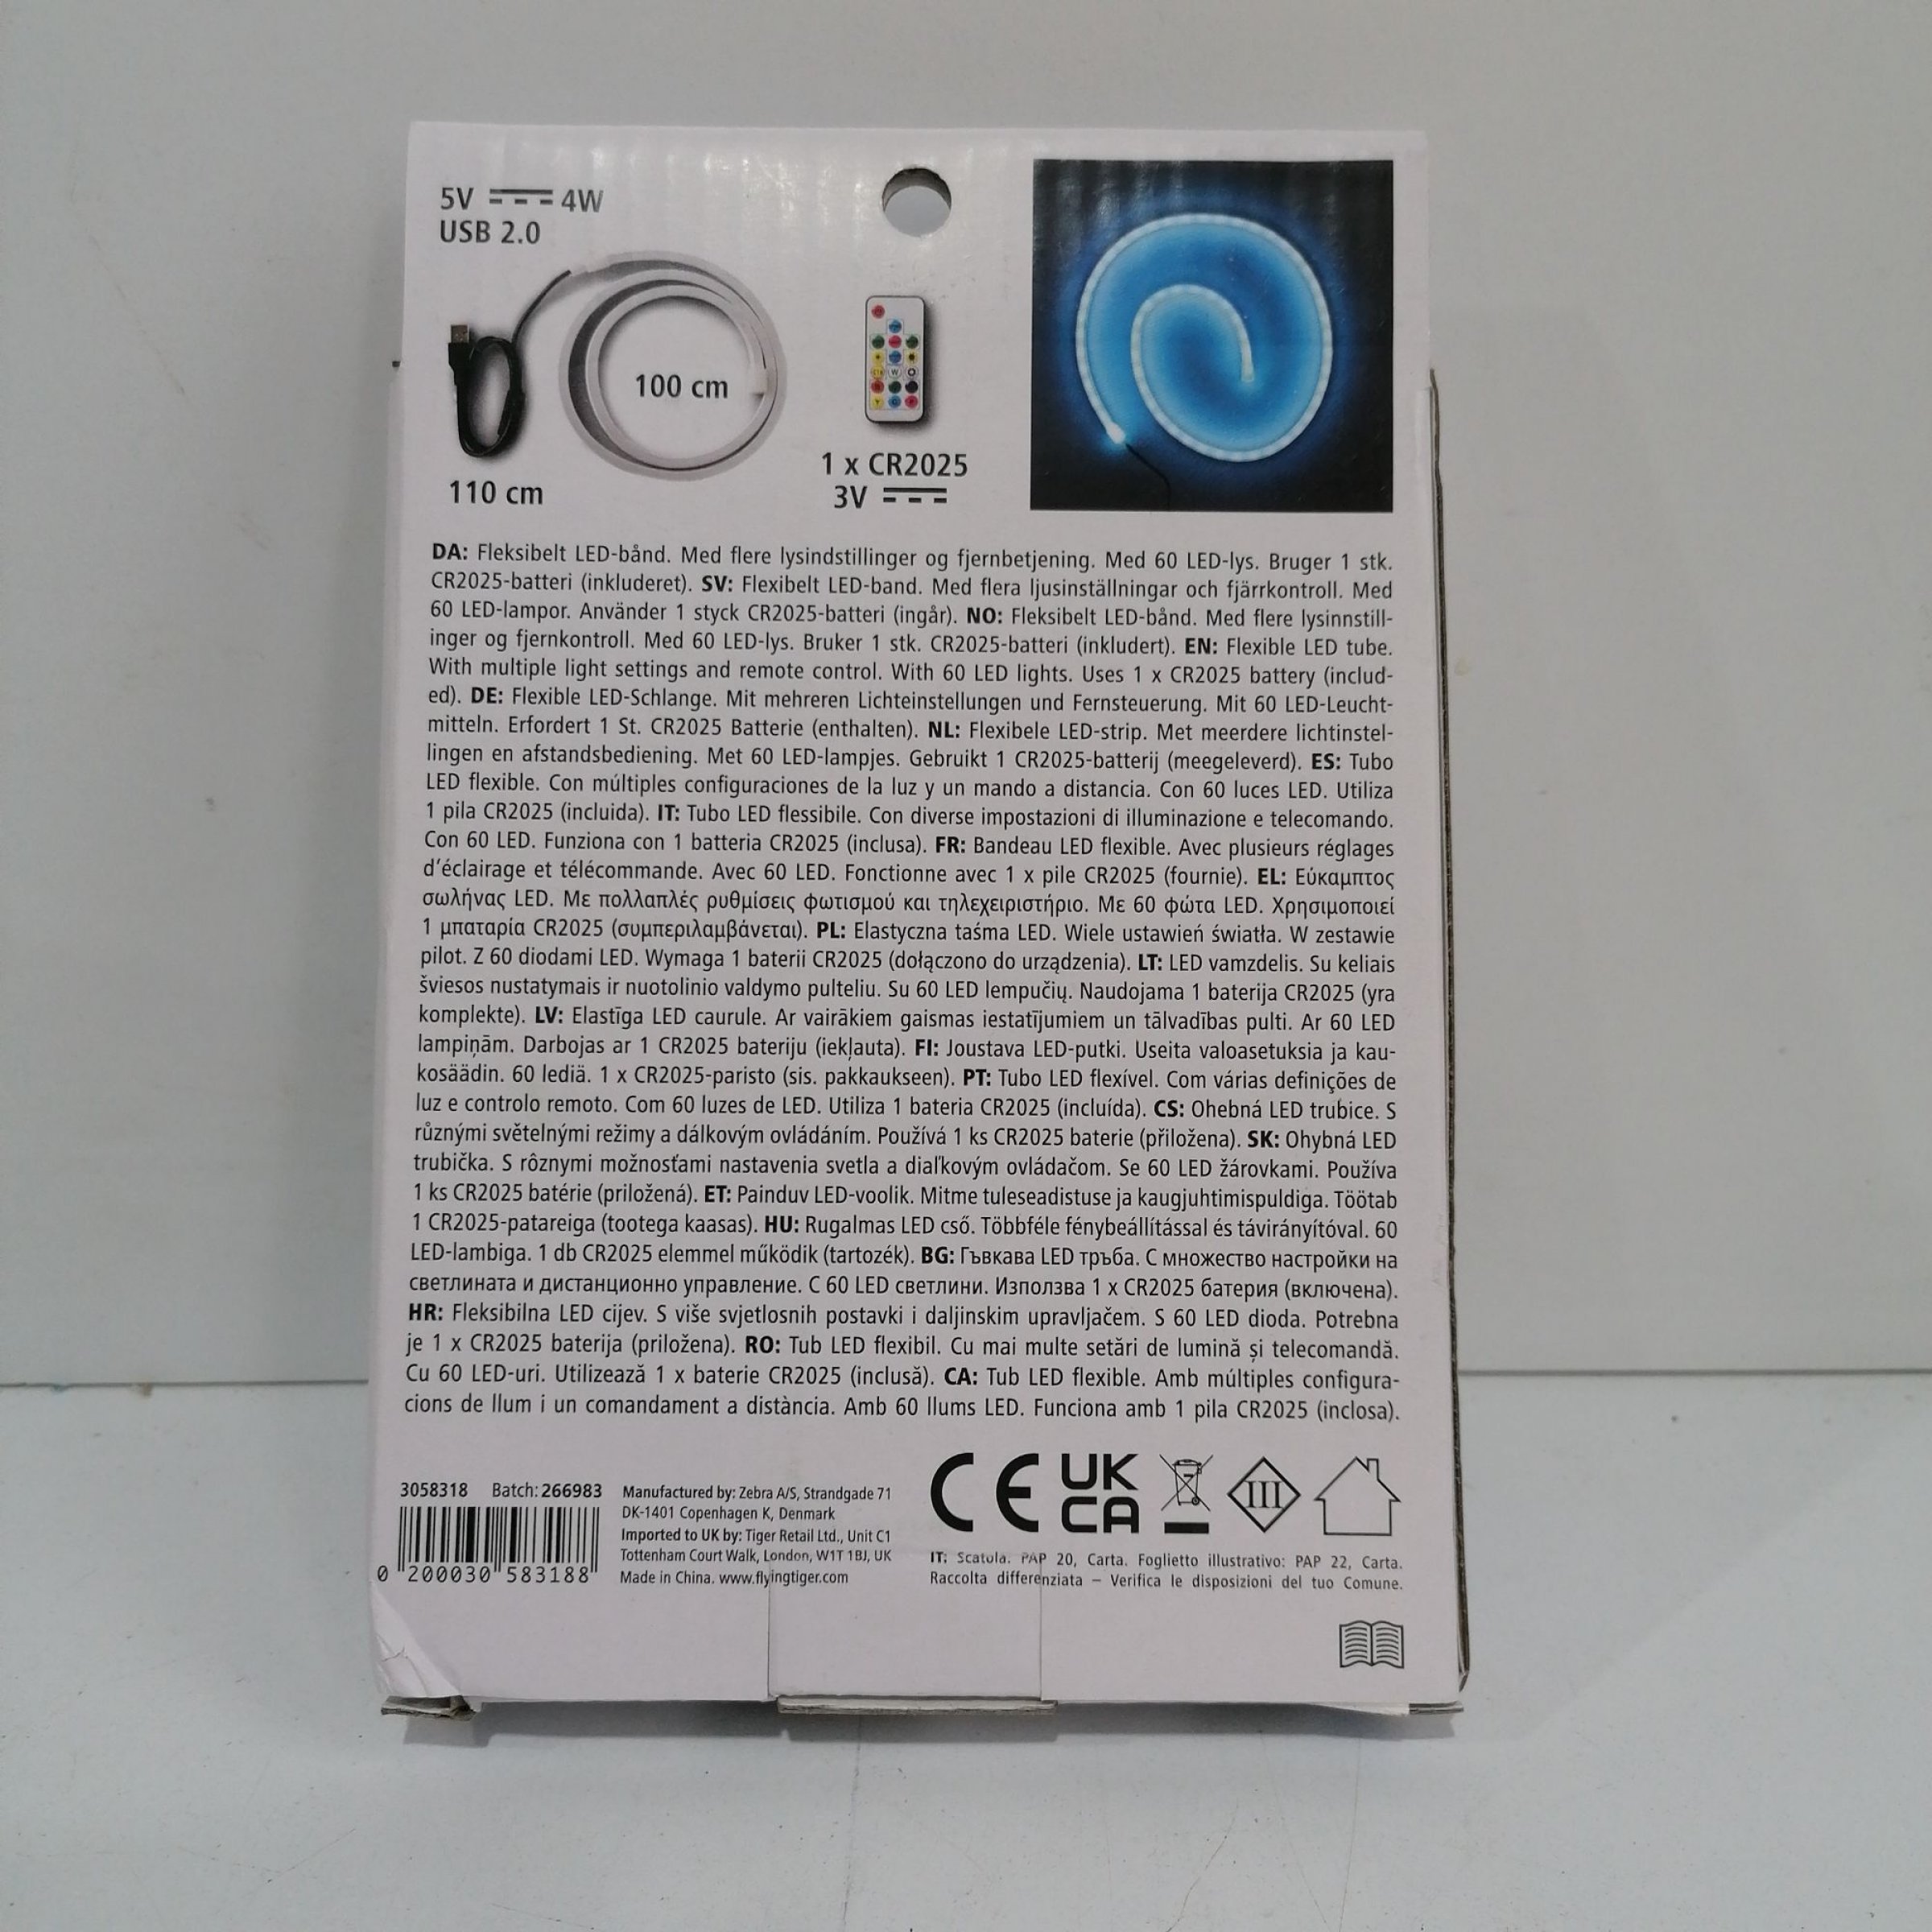 5V 4W
USB 2.0
100 cm
110 cm
1 x CR2025
3V
DA: Fleksibelt LED-bånd. Med flere lysindstillinger og fjernbetjening. Med 60 LED-lys. Bruger 1 stk.
CR2025-batteri (inkluderet). SV: Flexibelt LED-band. Med flera ljusinställningar och fjärrkontroll. Med
60 LED-lampor. Använder 1 styck CR2025-batteri (ingår). NO: Fleksibelt LED-bånd. Med flere lysinnstill-
inger og fjernkontroll. Med 60 LED-lys. Bruker 1 stk. CR2025-batteri (inkludert). EN: Flexible LED tube.
With multiple light settings and remote control. With 60 LED lights. Uses 1 x CR2025 battery (includ-
ed). DE: Flexible LED-Schlange. Mit mehreren Lichteinstellungen und Fernsteuerung. Mit 60 LED-Leucht-
mitteln. Erfordert 1 St. CR2025 Batterie (enthalten). NL: Flexibele LED-strip. Met meerdere lichtinstel-
lingen en afstandsbediening. Met 60 LED-lampjes. Gebruikt 1 CR2025-batterij (meegeleverd). ES: Tubo
LED flexible. Con múltiples configuraciones de la luz y un mando a distancia. Con 60 luces LED. Utiliza
1 pila CR2025 (incluida). IT: Tubo LED flessibile. Con diverse impostazioni di illuminazione e telecomando.
Con 60 LED. Funziona con 1 batteria CR2025 (inclusa). FR: Bandeau LED flexible. Avec plusieurs réglages
d'éclairage et télécommande. Avec 60 LED. Fonctionne avec 1 x pile CR2025 (fournie). EL: Εύκαμπτος
σωλήνας LED. Με πολλαπλές ρυθμίσεις φωτισμού και τηλεχειριστήριο. Με 60 φώτα LED. Χρησιμοποιεί
1 μπαταρία CR2025 (συμπεριλαμβάνεται). PL: Elastyczna taśma LED. Wiele ustawień światła. W zestawie
pilot. Z 60 diodami LED. Wymaga 1 baterii CR2025 (dołączono do urządzenia). LT: LED vamzdelis. Su keliais
šviesos nustatymais ir nuotolinio valdymo pulteliu. Su 60 LED lempučių. Naudojama 1 baterija CR2025 (yra
komplekte). LV: Elastīga LED caurule. Ar vairākiem gaismas iestatījumiem un tālvadības pulti. Ar 60 LED
lampiņām. Darbojas ar 1 CR2025 bateriju (iekļauta). FI: Joustava LED-putki. Useita valoasetuksia ja kau-
kosäädin. 60 lediä. 1 x CR2025-paristo (sis. pakkaukseen). PT: Tubo LED flexível. Com várias definições de
luz e controlo remoto. Com 60 luzes de LED. Utiliza 1 bateria CR2025 (incluída). CS: Ohebná LED trubice. S
různými světelnými režimy a dálkovým ovládáním. Používá 1 ks CR2025 baterie (přiložena). SK: Ohybná LED
trubička. S rôznymi možnosťami nastavenia svetla a diaľkovým ovládačom. Se 60 LED žárovkami. Používa
1 ks CR2025 batérie (priložená). ET: Painduv LED-voolik. Mitme tuleseadistuse ja kaugjuhtimispuldiga. Töötab
1 CR2025-patareiga (tootega kaasas). HU: Rugalmas LED cső. Többféle fénybeállítással és távirányítóval. 60
LED-lambiga. 1 db CR2025 elemmel működik (tartozék). BG: Гъвкава LED тръба. С множество настройки на
светлината и дистанционно управление. С 60 LED светлини. Използва 1 x CR2025 батерия (включена).
HR: Fleksibilna LED cijev. S više svjetlosnih postavki i daljinskim upravljačem. S 60 LED dioda. Potrebna
je 1 x CR2025 baterija (priložena). RO: Tub LED flexibil. Cu mai multe setări de lumină și telecomandă.
Cu 60 LED-uri. Utilizează 1 x baterie CR2025 (inclusă). CA: Tub LED flexible. Amb múltiples configura-
cions de llum i un comandament a distància. Amb 60 llums LED. Funciona amb 1 pila CR2025 (inclosa).
3058318 Batch: 266983
0 200030 583188
Manufactured by: Zebra A/S, Strandgade 71
DK-1401 Copenhagen K, Denmark
Imported to UK by: Tiger Retail Ltd., Unit C1
Tottenham Court Walk, London, W1T 1BJ, UK
Made in China. www.flyingtiger.com
CE
UK
CA
III
IT: Scatola. PAP 20, Carta. Foglietto illustrativo: PAP 22, Carta.
Raccolta differenziata – Verifica le disposizioni del tuo Comune.